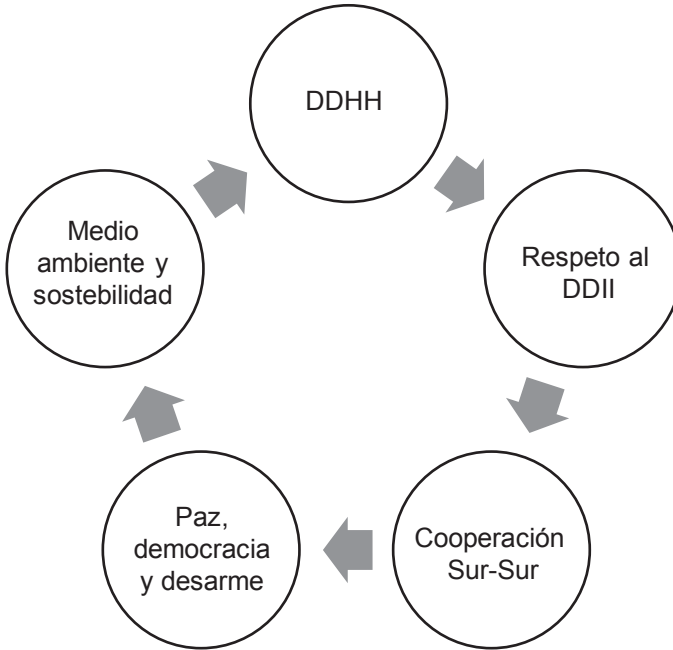 DDHH
Respeto al
DDII
Cooperación
Sur-Sur
Paz,
democracia
y desarme
Medio
ambiente y
sostebilidad